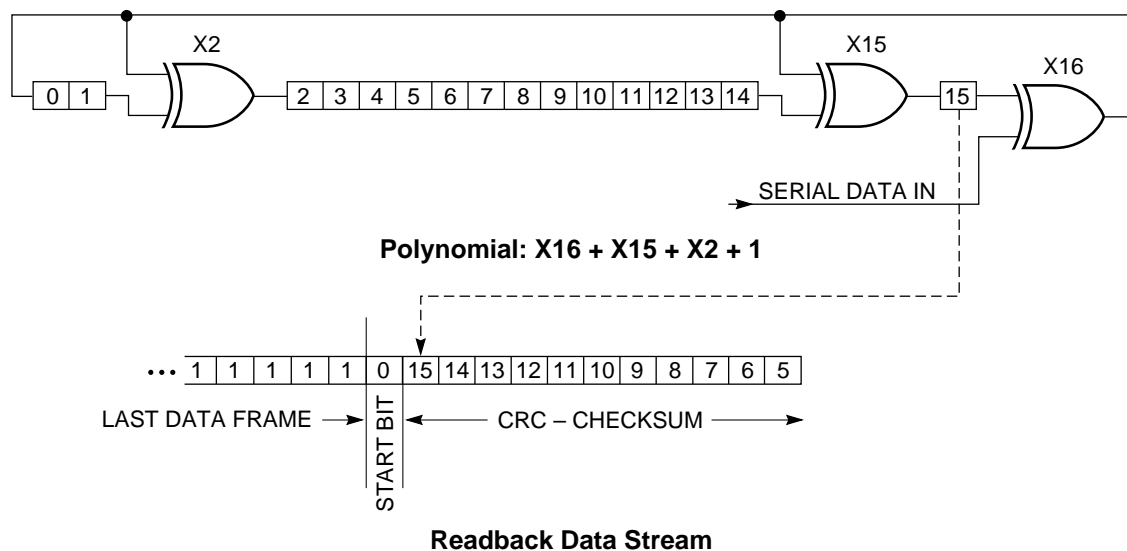 X2
X15
X16
0 1
2 3 4 5 6 7 8 9 10 11 12 13 14
15
SERIAL DATA IN
Polynomial: X16 + X15 + X2 + 1
••• 1 1 1 1 1 0 15 14 13 12 11 10 9 8 7 6 5
LAST DATA FRAME
START BIT
CRC – CHECKSUM
Readback Data Stream